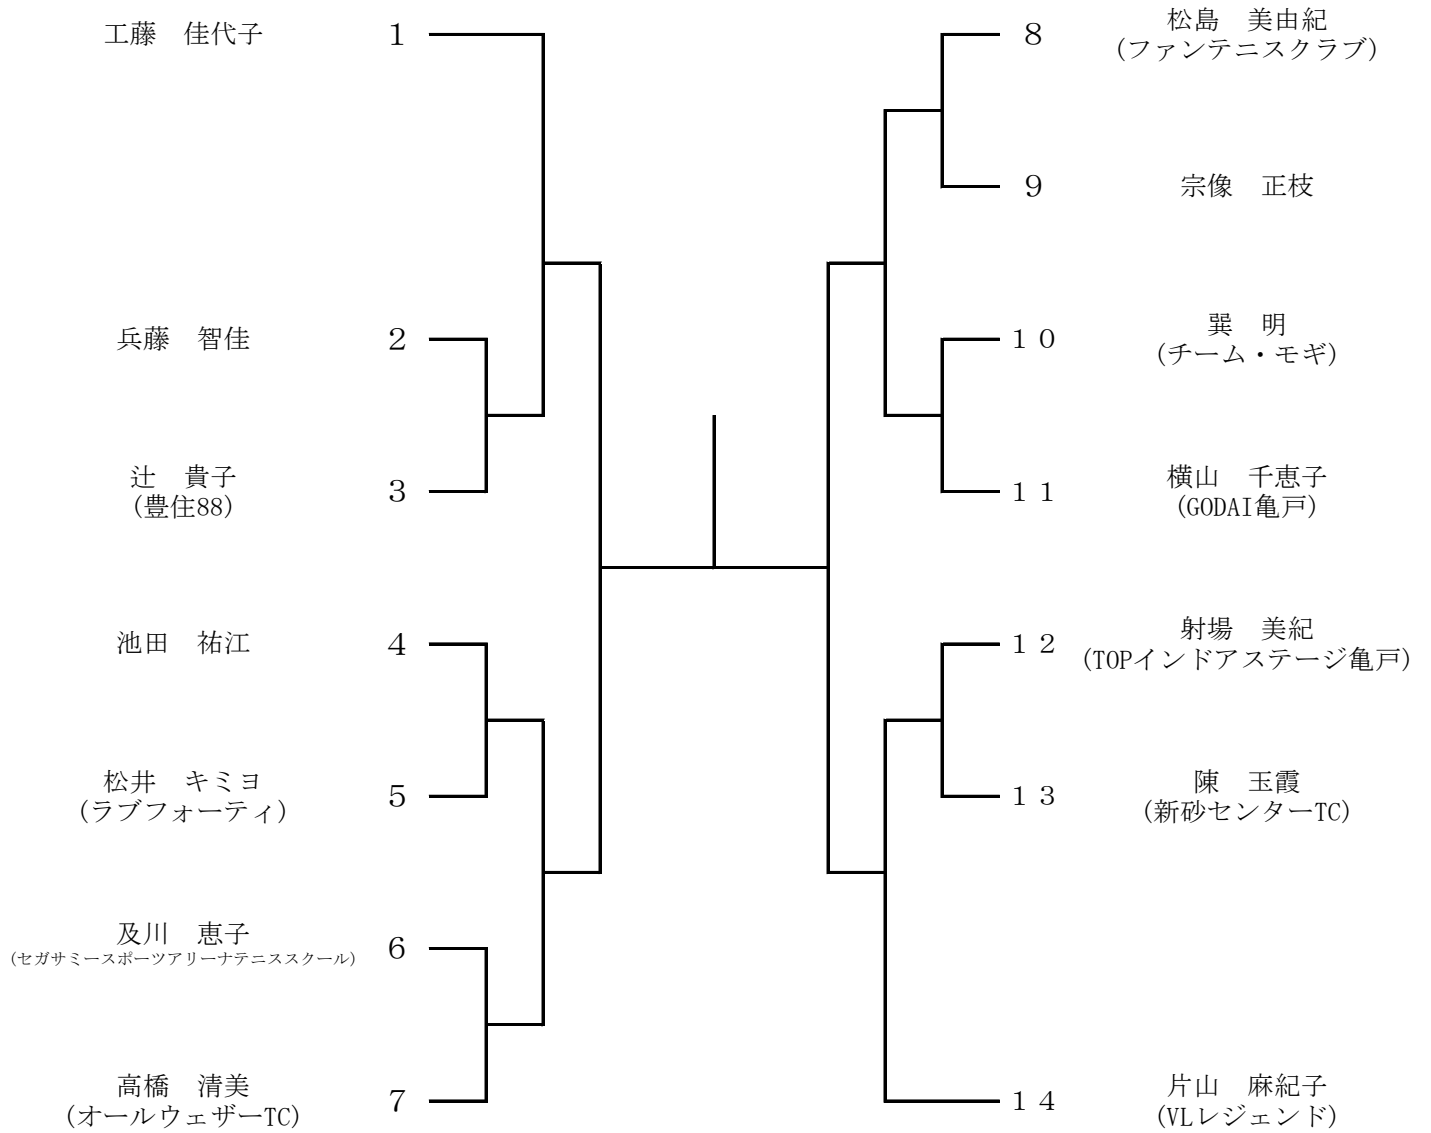 工藤　佳代子　１
兵藤　智佳　２
辻　貴子
(豊住88)　３
池田　祐江　４
松井　キミヨ
(ラブフォーティ)　５
及川　恵子
(セガサミースポーツアリーナテニススクール)　６
高橋　清美
(オールウェザーTC)　７
８　松島　美由紀
(ファンテニスクラブ)
９　宗像　正枝
１０　巽　明
(チーム・モギ)
１１　横山　千恵子
(GODAI亀戸)
１２　射場　美紀
(TOPインドアステージ亀戸)
１３　陳　玉霞
(新砂センターTC)
１４　片山　麻紀子
(VLレジェンド)